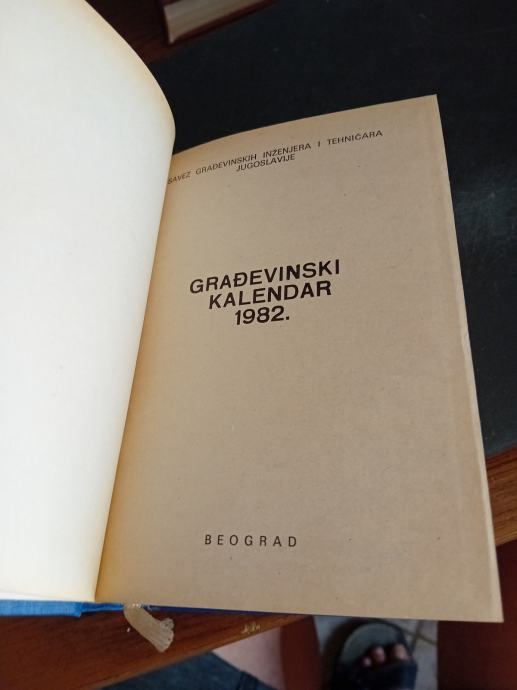 SAVEZ GRAĐEVINSKIH INŽENJERA I TEHNIČARA
JUGOSLAVIJE
GRAĐEVINSKI
KALENDAR
1982.
BEOGRAD